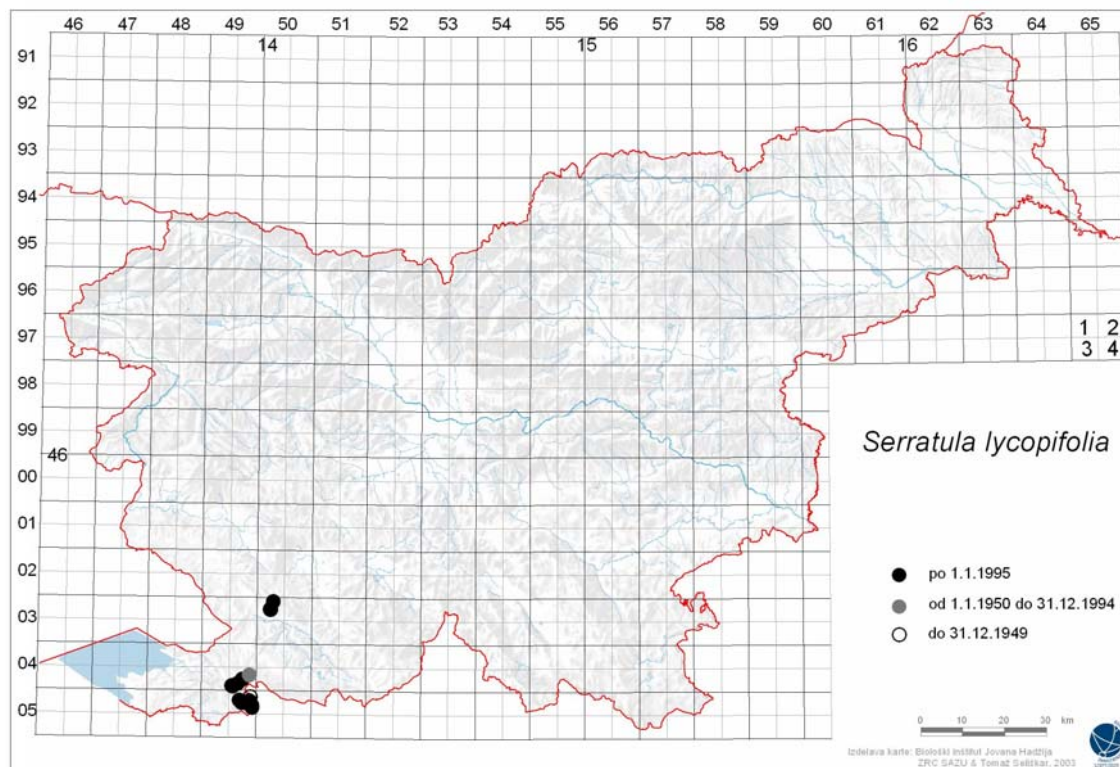 46 47 48 49 50 51 52 53 54 55 56 57 58 59 60 61 62 63 64 65
14 15 16
91
92
93
94
95
96
97
1 2
3 4
98
99
46
00
01
02
03
04
05
Serratula lycopifolia
po 1.1.1995
od 1.1.1950 do 31.12.1994
do 31.12.1949
0 10 20 30 km
Izdelava karte: Biološki inštitut Jovana Hadžija
ZRC SAZU & Tomaž Seliškar, 2003